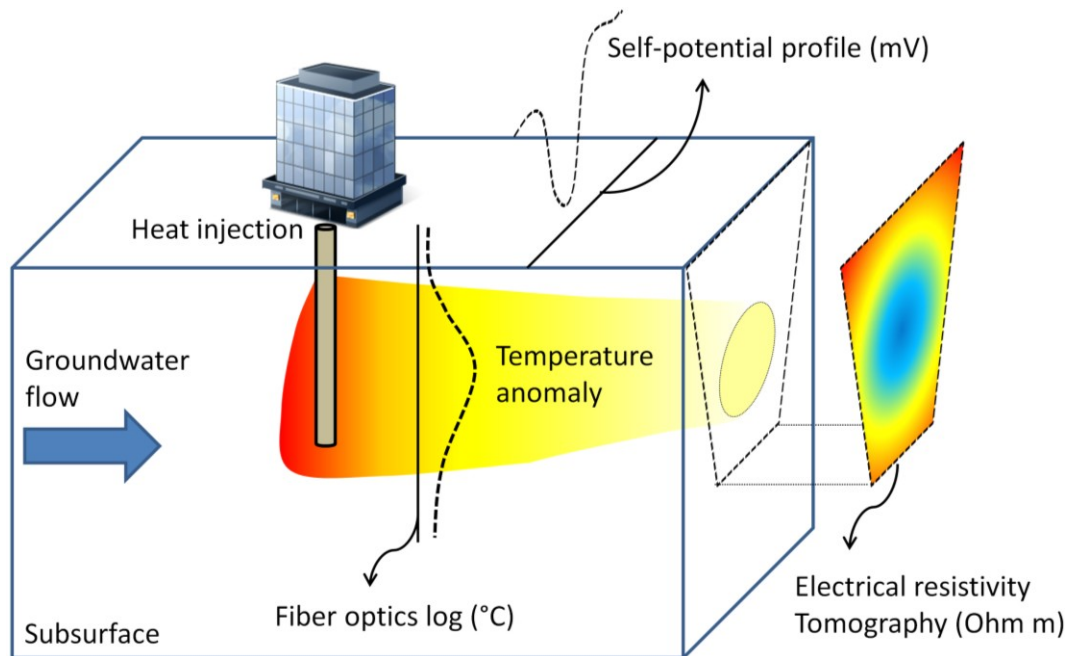 Self-potential profile (mV)
Heat injection
Groundwater
flow
Temperature
anomaly
Fiber optics log (°C)
Subsurface
Electrical resistivity
Tomography (Ohm m)